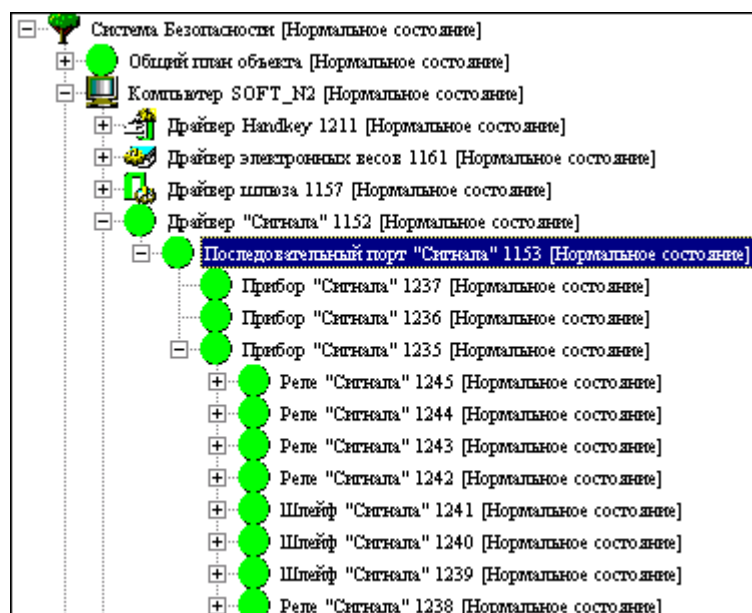 Система Безопасности [Нормальное состояние]
Общий план объекта [Нормальное состояние]
Компьютер SOFT_N2 [Нормальное состояние]
Драйвер Handkey 1211 [Нормальное состояние]
Драйвер электронных весов 1161 [Нормальное состояние]
Драйвер шлюза 1157 [Нормальное состояние]
Драйвер "Сигнала" 1152 [Нормальное состояние]
Последовательный порт "Сигнала" 1153 [Нормальное состояние]
Прибор "Сигнала" 1237 [Нормальное состояние]
Прибор "Сигнала" 1236 [Нормальное состояние]
Прибор "Сигнала" 1235 [Нормальное состояние]
Реле "Сигнала" 1245 [Нормальное состояние]
Реле "Сигнала" 1244 [Нормальное состояние]
Реле "Сигнала" 1243 [Нормальное состояние]
Реле "Сигнала" 1242 [Нормальное состояние]
Шлейф "Сигнала" 1241 [Нормальное состояние]
Шлейф "Сигнала" 1240 [Нормальное состояние]
Шлейф "Сигнала" 1239 [Нормальное состояние]
Реле "Сигнала" 1238 [Нормальное состояние]